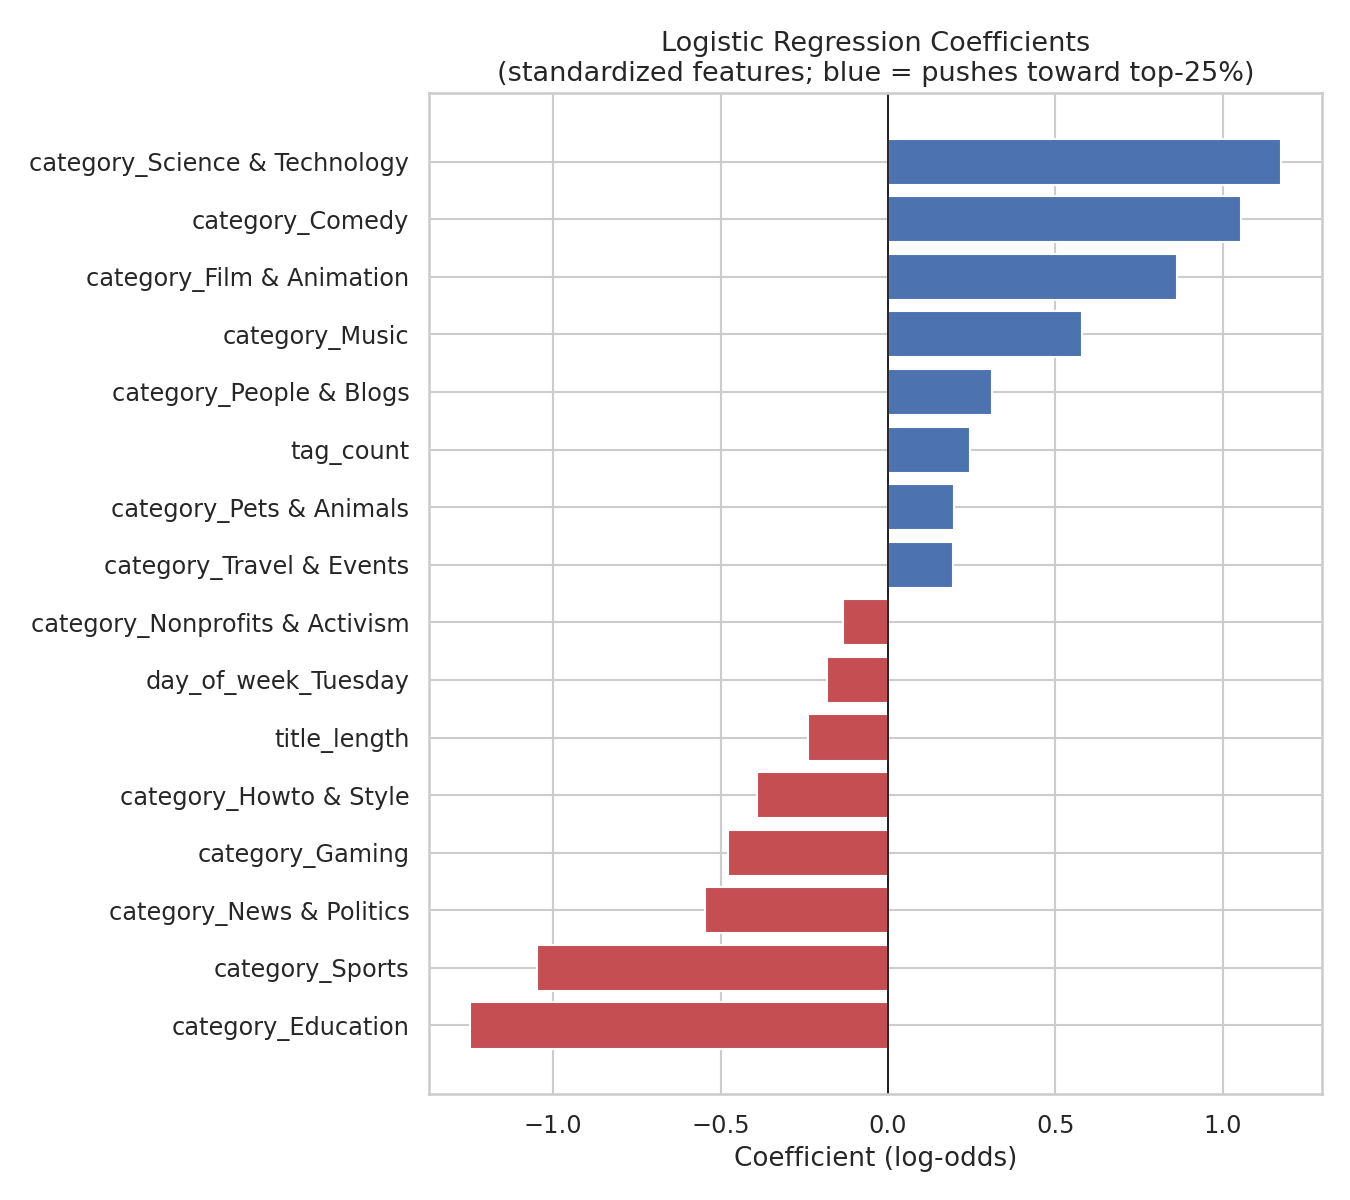 Logistic Regression Coefficients
(standardized features; blue = pushes toward top-25%)
category_Science & Technology
category_Comedy
category_Film & Animation
category_Music
category_People & Blogs
tag_count
category_Pets & Animals
category_Travel & Events
category_Nonprofits & Activism
day_of_week_Tuesday
title_length
category_Howto & Style
category_Gaming
category_News & Politics
category_Sports
category_Education
−1.0 −0.5 0.0 0.5 1.0
Coefficient (log-odds)